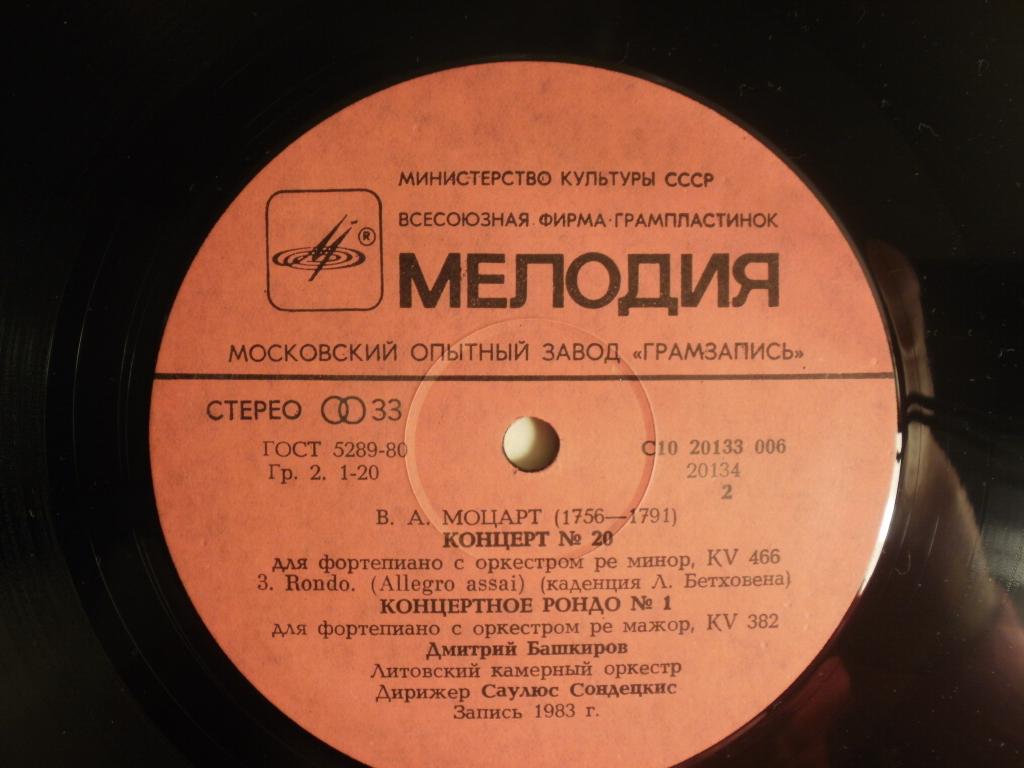 МИНИСТЕРСТВО КУЛЬТУРЫ СССР
ВСЕСОЮЗНАЯ ФИРМА·ГРАМПЛАСТИНОК
®
МЕЛОДИЯ
МОСКОВСКИЙ ОПЫТНЫЙ ЗАВОД «ГРАМЗАПИСЬ»
СТЕРЕО 33
ГОСТ 5289-80 С10 20133 006
Гр. 2. 1-20 20134
2
В. А. МОЦАРТ (1756—1791)
КОНЦЕРТ № 20
для фортепиано с оркестром ре минор, KV 466
3. Rondo. (Allegro assai) (каденция Л. Бетховена)
КОНЦЕРТНОЕ РОНДО № 1
для фортепиано с оркестром ре мажор, KV 382
Дмитрий Башкиров
Литовский камерный оркестр
Дирижер Саулюс Сондецкис
Запись 1983 г.